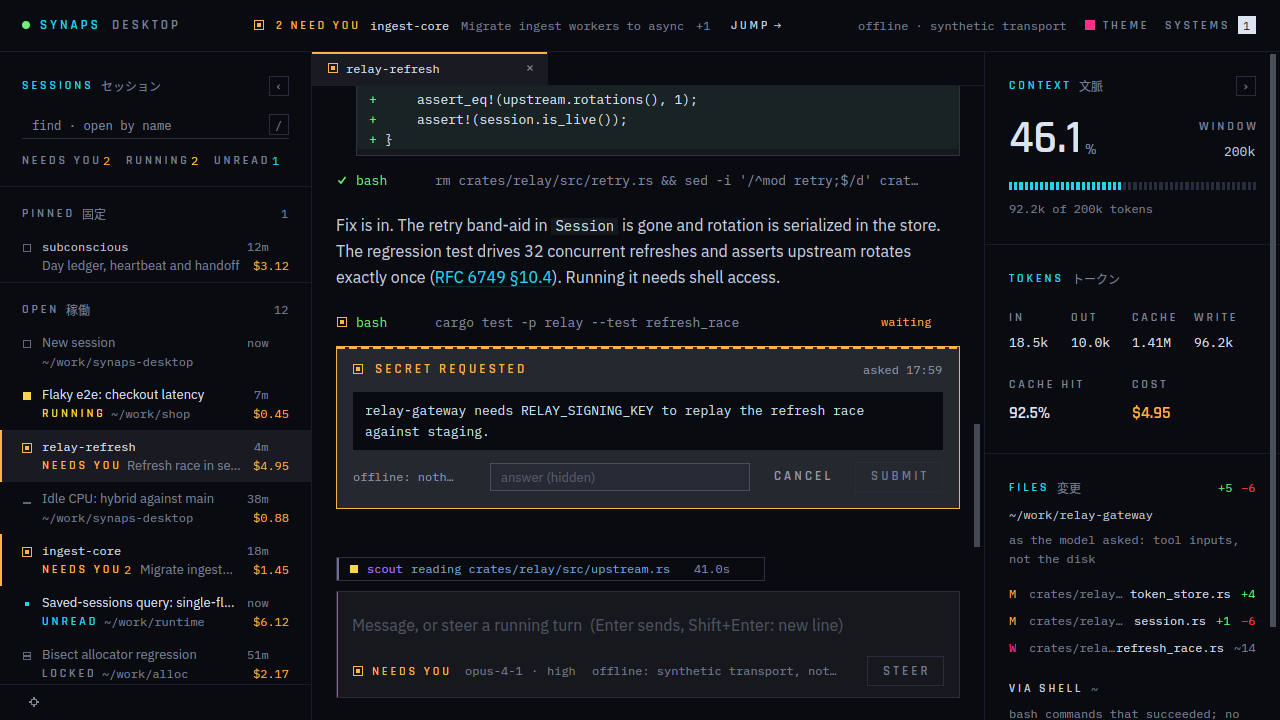 SYNAPS DESKTOP
2 NEED YOU ingest-core Migrate ingest workers to async +1 JUMP →
offline · synthetic transport THEME SYSTEMS 1
SESSIONS セッション ‹
find · open by name /
NEEDS YOU 2 RUNNING 2 UNREAD 1
PINNED 固定 1
subconscious 12m
Day ledger, heartbeat and handoff $3.12
OPEN 稼働 12
New session now
~/work/synaps-desktop
Flaky e2e: checkout latency 7m
RUNNING ~/work/shop $0.45
relay-refresh 4m
NEEDS YOU Refresh race in se… $4.95
Idle CPU: hybrid against main 38m
~/work/synaps-desktop $0.88
ingest-core 18m
NEEDS YOU 2 Migrate ingest… $1.45
Saved-sessions query: single-fl… now
UNREAD ~/work/runtime $6.12
Bisect allocator regression 51m
LOCKED ~/work/alloc $2.17
relay-refresh ×
+ assert_eq!(upstream.rotations(), 1);
+ assert!(session.is_live());
+ }
✓ bash rm crates/relay/src/retry.rs && sed -i '/^mod retry;$/d' crat…
Fix is in. The retry band-aid in Session is gone and rotation is serialized in the store.
The regression test drives 32 concurrent refreshes and asserts upstream rotates
exactly once (RFC 6749 §10.4). Running it needs shell access.
bash cargo test -p relay --test refresh_race waiting
SECRET REQUESTED asked 17:59
relay-gateway needs RELAY_SIGNING_KEY to replay the refresh race
against staging.
offline: noth… answer (hidden) CANCEL SUBMIT
scout reading crates/relay/src/upstream.rs 41.0s
Message, or steer a running turn (Enter sends, Shift+Enter: new line)
NEEDS YOU opus-4-1 · high offline: synthetic transport, not… STEER
CONTEXT 文脈 ›
46.1 % WINDOW
200k
92.2k of 200k tokens
TOKENS トークン
IN OUT CACHE WRITE
18.5k 10.0k 1.41M 96.2k
CACHE HIT COST
92.5% $4.95
FILES 変更 +5 −6
~/work/relay-gateway
as the model asked: tool inputs,
not the disk
M crates/relay… token_store.rs +4
M crates/relay… session.rs +1 −6
W crates/rela…refresh_race.rs ~14
VIA SHELL ~
bash commands that succeeded; no